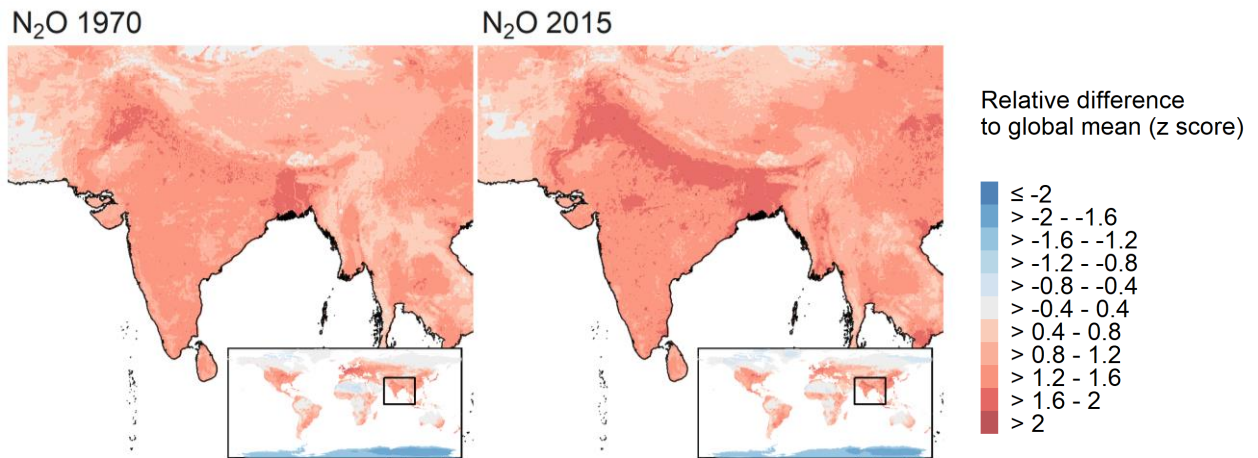 N₂O 1970
N₂O 2015
Relative difference
to global mean (z score)
≤ -2
> -2 - -1.6
> -1.6 - -1.2
> -1.2 - -0.8
> -0.8 - -0.4
> -0.4 - 0.4
> 0.4 - 0.8
> 0.8 - 1.2
> 1.2 - 1.6
> 1.6 - 2
> 2